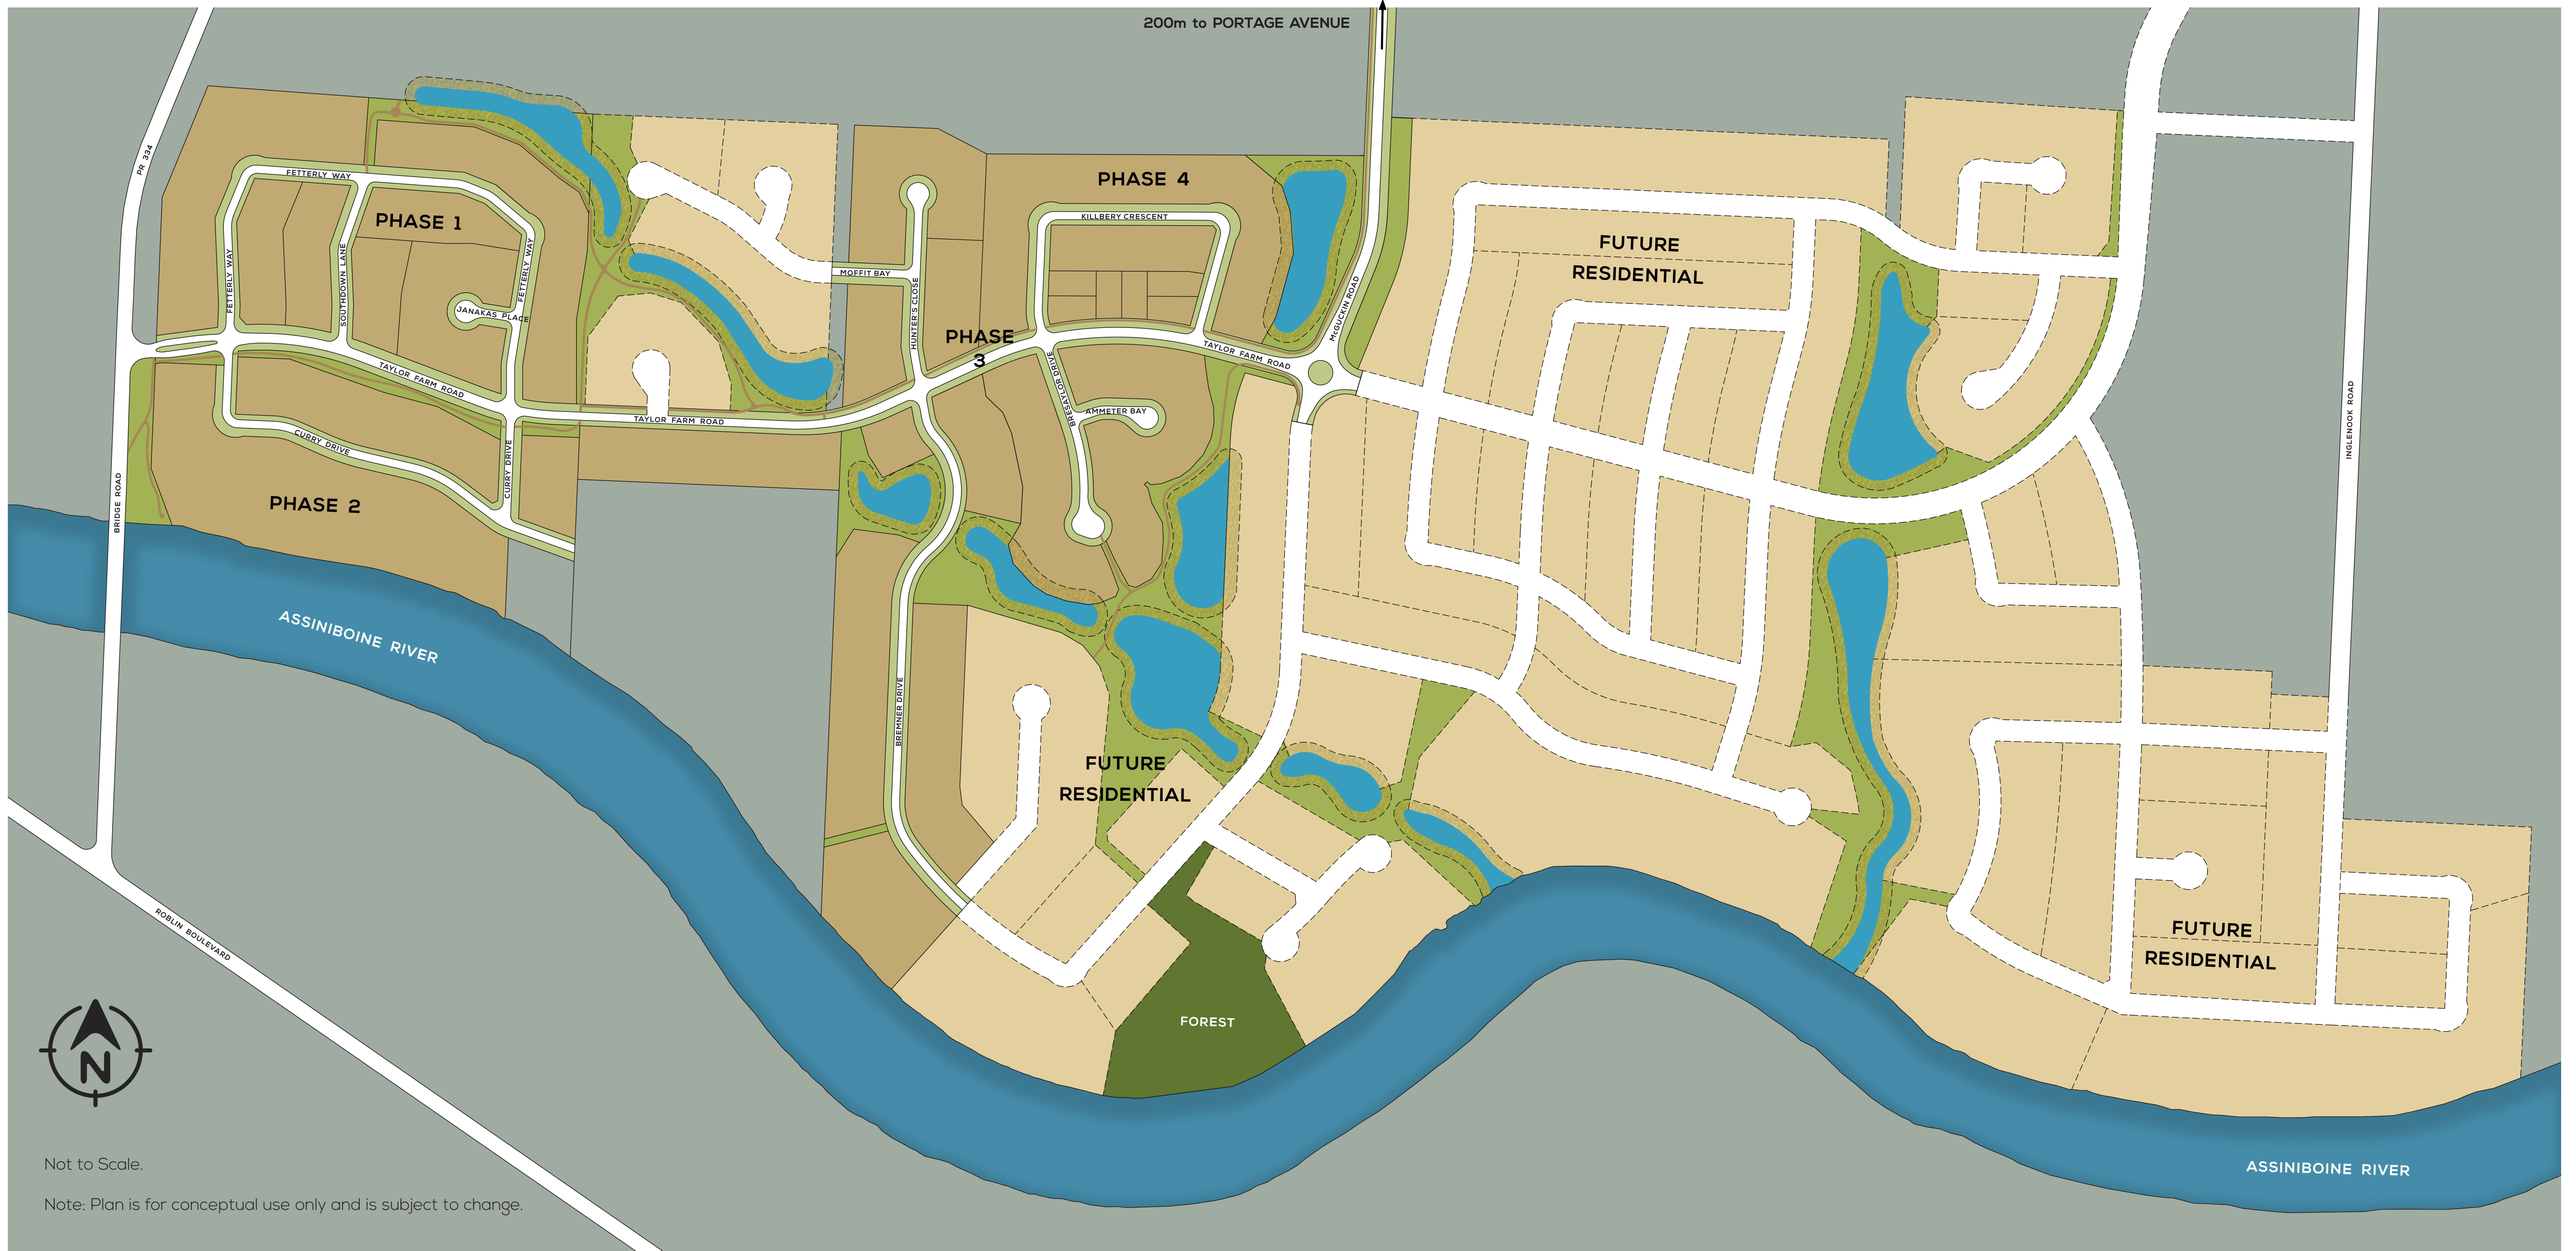 200m to PORTAGE AVENUE
PR 334
FETTERLY WAY
PHASE 1
PHASE 4
KILLBERY CRESCENT
FETTERLY WAY
SOUTHDOWN LANE
FETTERLY WAY
JANAKAS PLACE
MOFFIT BAY
HUNTER'S CLOSE
PHASE
3
McGUCKIN ROAD
FUTURE
RESIDENTIAL
TAYLOR FARM ROAD
TAYLOR FARM ROAD
TAYLOR FARM ROAD
BRESAYLOR DRIVE
AMMETER BAY
INGLENOOK ROAD
CURRY DRIVE
CURRY DRIVE
PHASE 2
BRIDGE ROAD
ASSINIBOINE RIVER
BREMNER DRIVE
FUTURE
RESIDENTIAL
ROBLIN BOULEVARD
FUTURE
RESIDENTIAL
FOREST
N
ASSINIBOINE RIVER
Not to Scale.
Note: Plan is for conceptual use only and is subject to change.